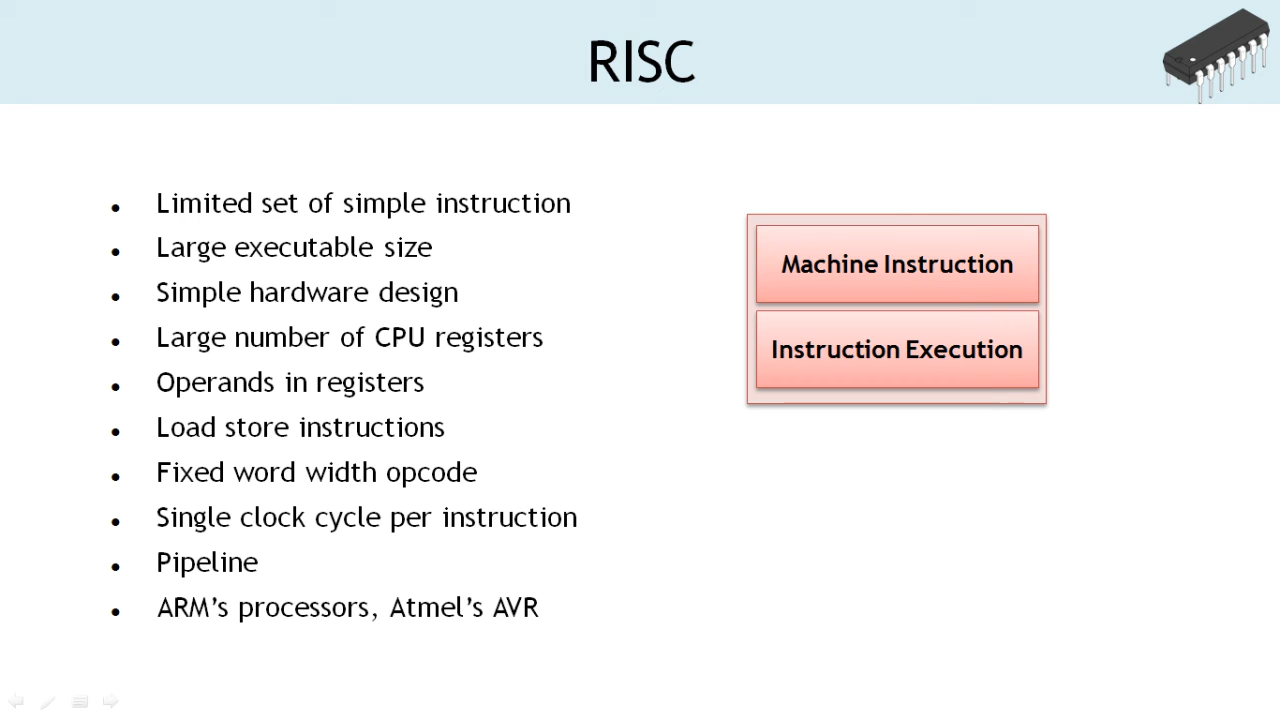 RISC
Limited set of simple instruction
Large executable size
Simple hardware design
Large number of CPU registers
Operands in registers
Load store instructions
Fixed word width opcode
Single clock cycle per instruction
Pipeline
ARM’s processors, Atmel’s AVR
Machine Instruction
Instruction Execution